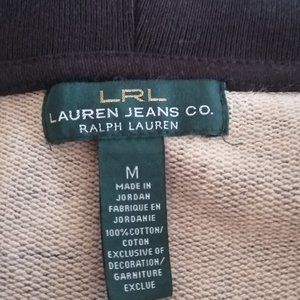 LRL
LAUREN JEANS CO.
RALPH LAUREN
M
MADE IN
JORDAN
FABRIQUE EN
JORDANIE
100%COTTON/
COTON
EXCLUSIVE OF
DECORATION/
GARNITURE
EXCLUE